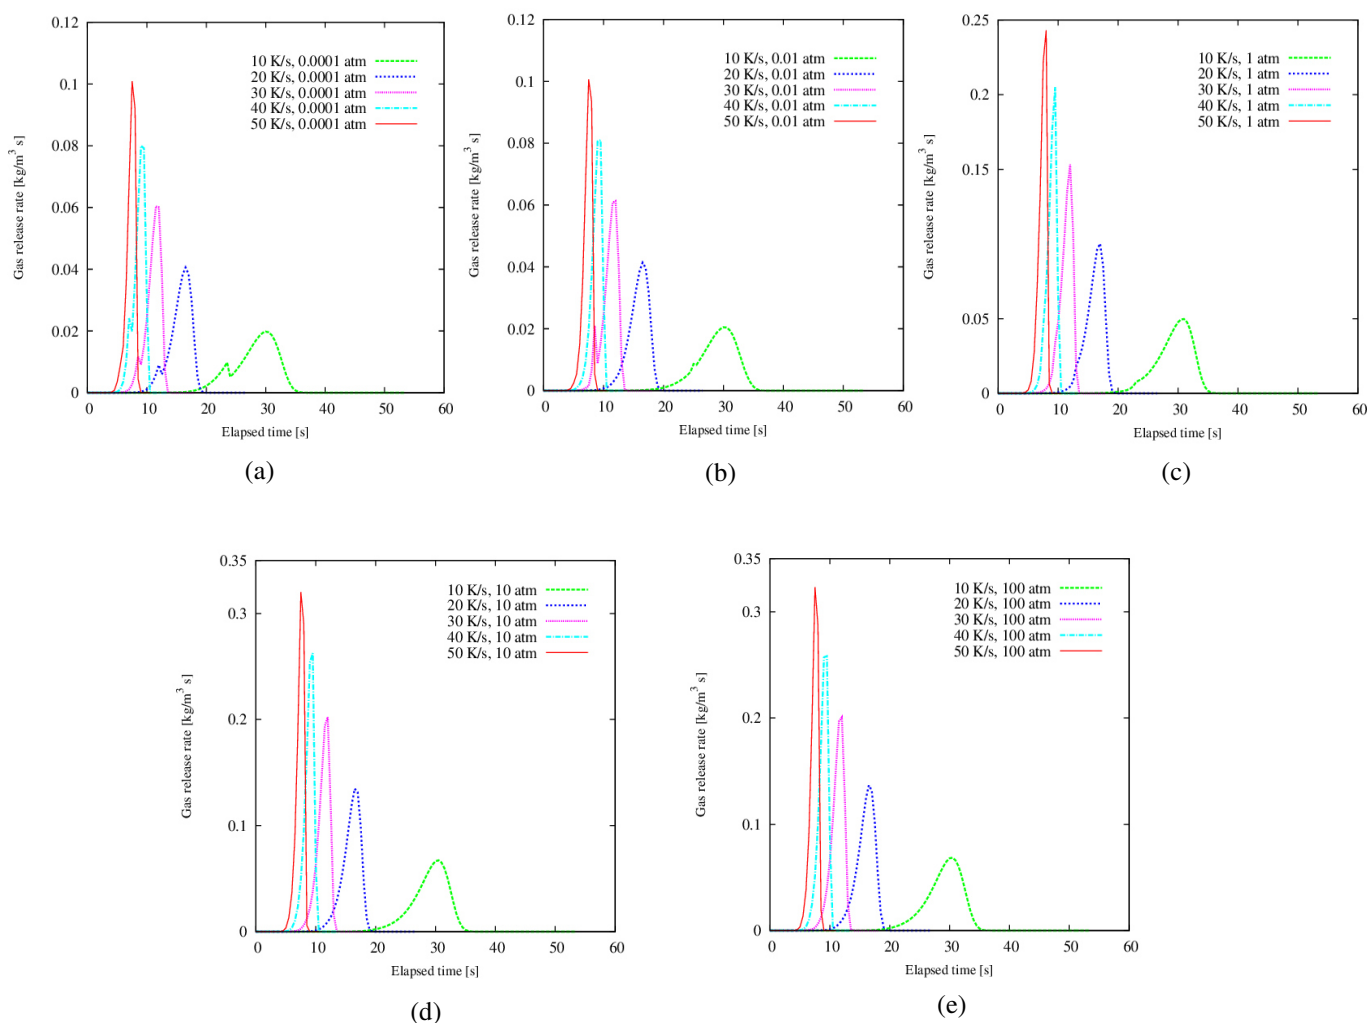 0.12
0.1
0.08
0.06
0.04
0.02
0
0 10 20 30 40 50 60
Gas release rate [kg/m³ s]
Elapsed time [s]
10 K/s, 0.0001 atm
20 K/s, 0.0001 atm
30 K/s, 0.0001 atm
40 K/s, 0.0001 atm
50 K/s, 0.0001 atm
(a)
0.12
0.1
0.08
0.06
0.04
0.02
0
0 10 20 30 40 50 60
Gas release rate [kg/m³ s]
Elapsed time [s]
10 K/s, 0.01 atm
20 K/s, 0.01 atm
30 K/s, 0.01 atm
40 K/s, 0.01 atm
50 K/s, 0.01 atm
(b)
0.25
0.2
0.15
0.1
0.05
0
0 10 20 30 40 50 60
Gas release rate [kg/m³ s]
Elapsed time [s]
10 K/s, 1 atm
20 K/s, 1 atm
30 K/s, 1 atm
40 K/s, 1 atm
50 K/s, 1 atm
(c)
0.35
0.3
0.2
0.1
0
0 10 20 30 40 50 60
Gas release rate [kg/m³ s]
Elapsed time [s]
10 K/s, 10 atm
20 K/s, 10 atm
30 K/s, 10 atm
40 K/s, 10 atm
50 K/s, 10 atm
(d)
0.35
0.3
0.2
0.1
0
0 10 20 30 40 50 60
Gas release rate [kg/m³ s]
Elapsed time [s]
10 K/s, 100 atm
20 K/s, 100 atm
30 K/s, 100 atm
40 K/s, 100 atm
50 K/s, 100 atm
(e)